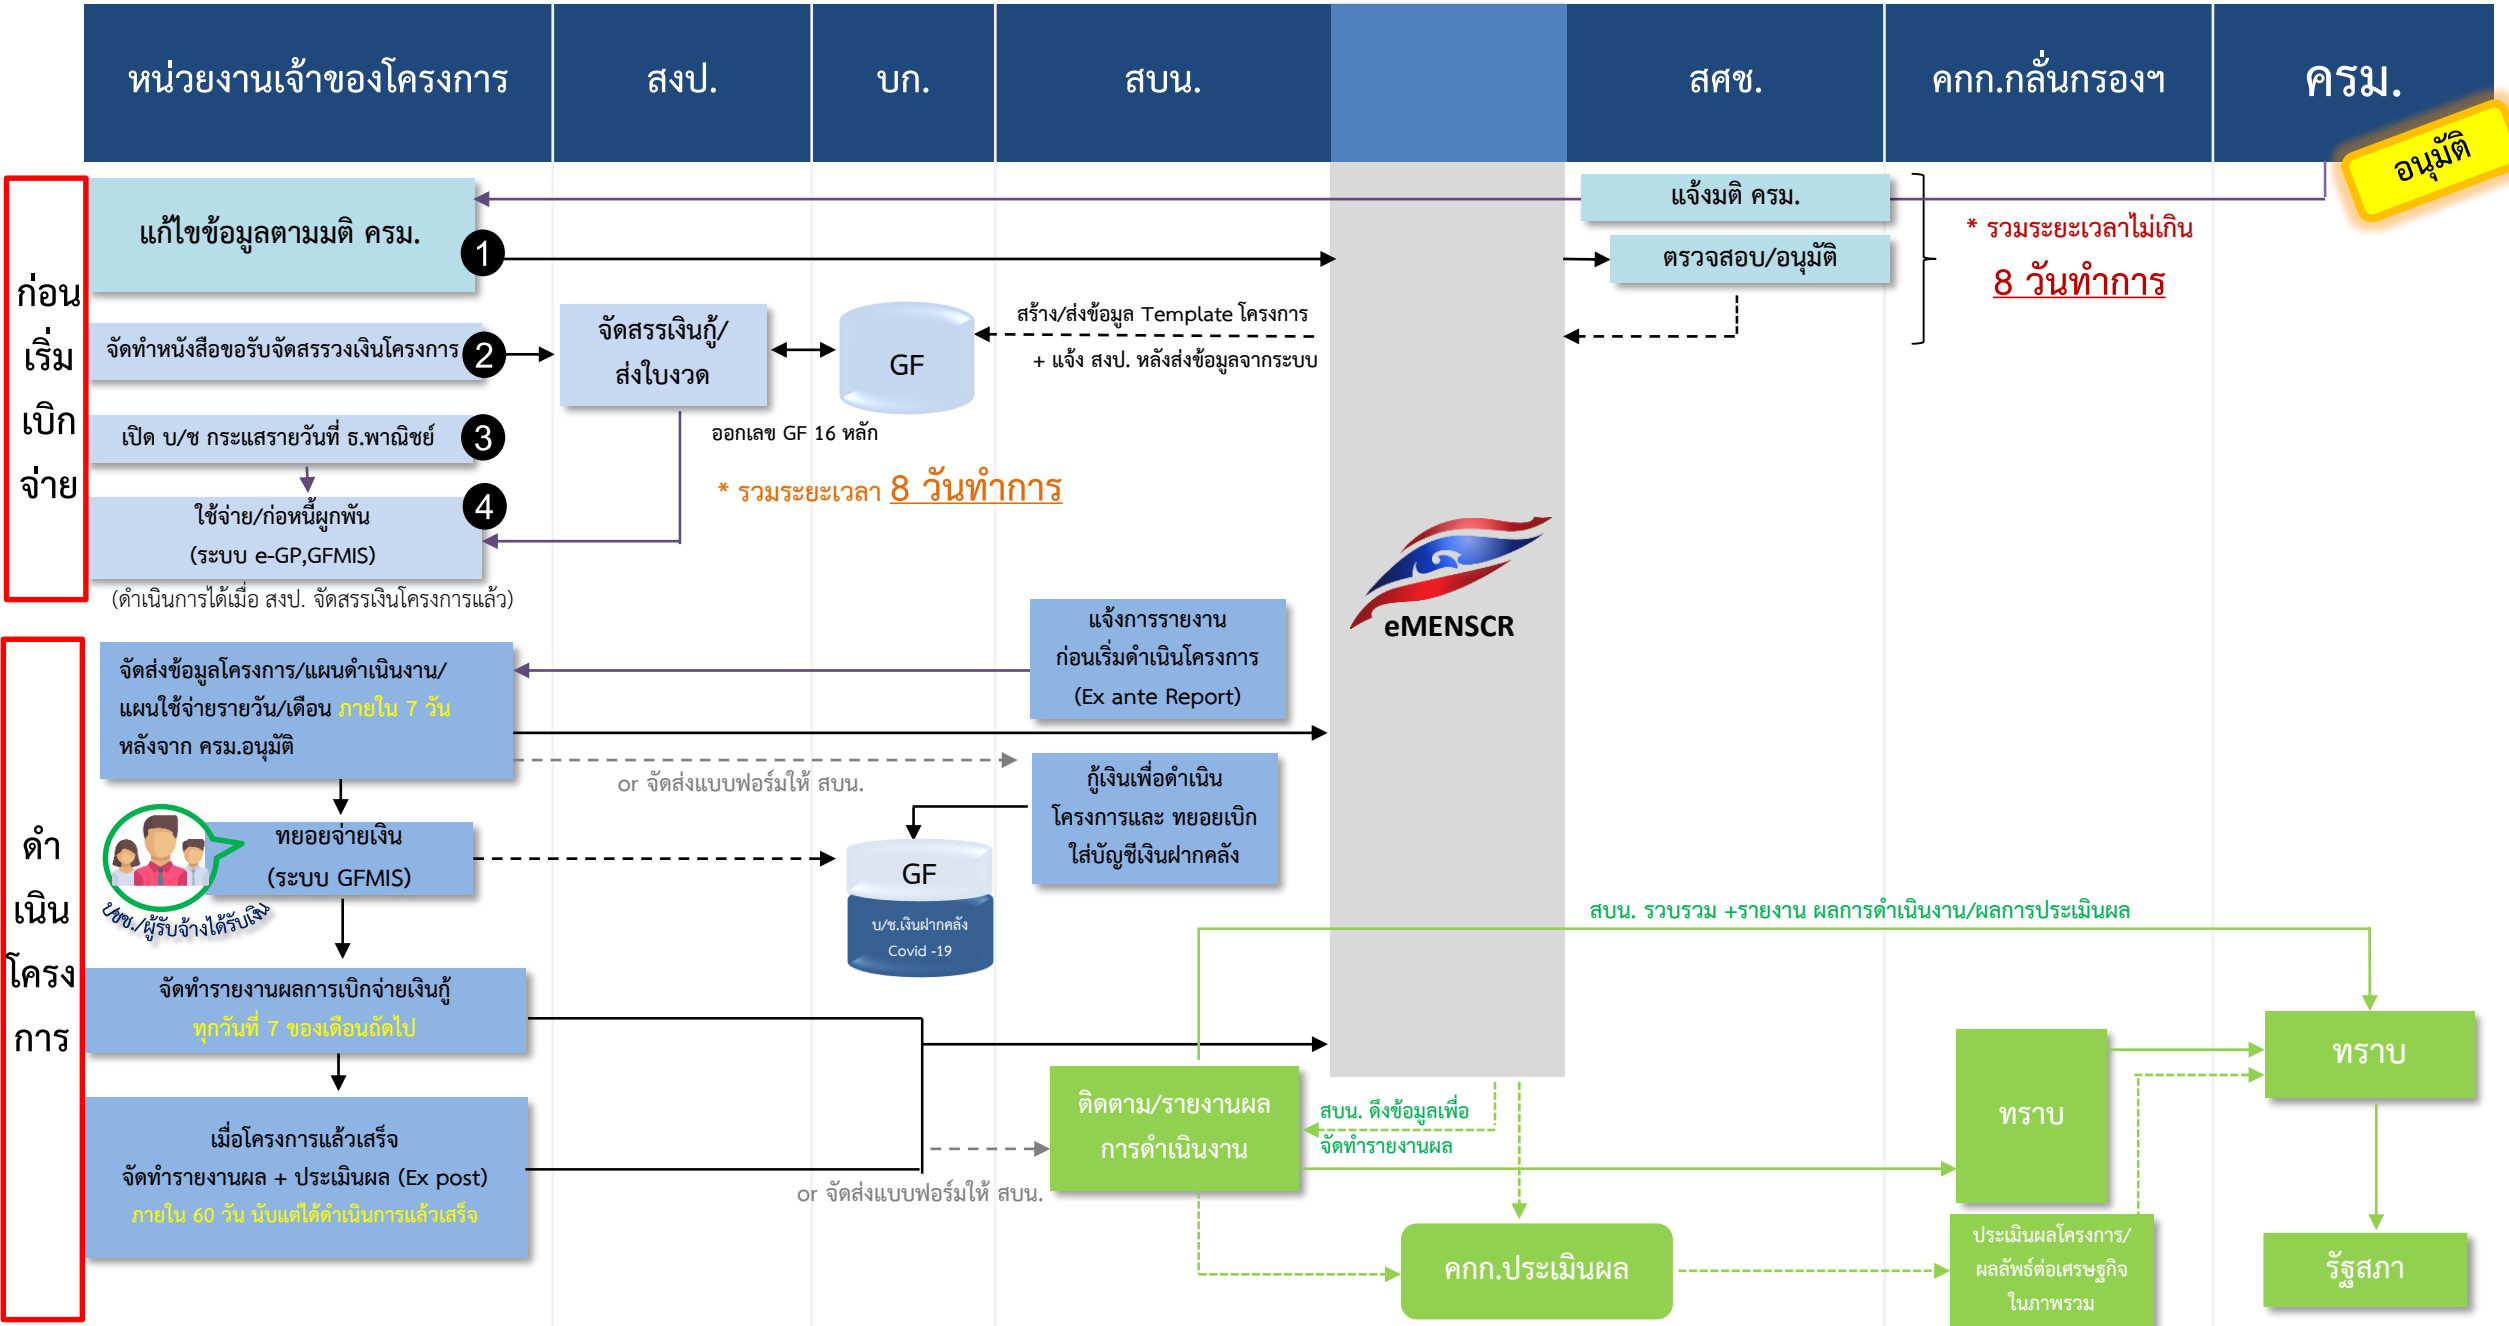 หน่วยงานเจ้าของโครงการ
สงป.
บก.
สบน.
สศช.
คกก.กลั่นกรองฯ
ครม.
อนุมัติ
ก่อน
เริ่ม
เบิก
จ่าย
แก้ไขข้อมูลตามมติ ครม.
1
แจ้งมติ ครม.
ตรวจสอบ/อนุมัติ
* รวมระยะเวลาไม่เกิน
8 วันทำการ
จัดทำหนังสือขอรับจัดสรรวงเงินโครงการ
2
จัดสรรเงินกู้/
ส่งใบงวด
GF
สร้าง/ส่งข้อมูล Template โครงการ
+ แจ้ง สงป. หลังส่งข้อมูลจากระบบ
เปิด บ/ช กระแสรายวันที่ ธ.พาณิชย์
3
ออกเลข GF 16 หลัก
* รวมระยะเวลา 8 วันทำการ
ใช้จ่าย/ก่อหนี้ผูกพัน
(ระบบ e-GP,GFMIS)
4
(ดำเนินการได้เมื่อ สงป. จัดสรรเงินโครงการแล้ว)
eMENSCR
ดำ
เนิน
โครง
การ
จัดส่งข้อมูลโครงการ/แผนดำเนินงาน/
แผนใช้จ่ายรายวัน/เดือน ภายใน 7 วัน
หลังจาก ครม.อนุมัติ
แจ้งการรายงาน
ก่อนเริ่มดำเนินโครงการ
(Ex ante Report)
or จัดส่งแบบฟอร์มให้ สบน.
กู้เงินเพื่อดำเนิน
โครงการและ ทยอยเบิก
ใส่บัญชีเงินฝากคลัง
ทยอยจ่ายเงิน
(ระบบ GFMIS)
ปชช./ผู้รับจ้างได้รับเงิน
GF
บ/ช.เงินฝากคลัง
Covid -19
สบน. รวบรวม +รายงาน ผลการดำเนินงาน/ผลการประเมินผล
จัดทำรายงานผลการเบิกจ่ายเงินกู้
ทุกวันที่ 7 ของเดือนถัดไป
เมื่อโครงการแล้วเสร็จ
จัดทำรายงานผล + ประเมินผล (Ex post)
ภายใน 60 วัน นับแต่ได้ดำเนินการแล้วเสร็จ
or จัดส่งแบบฟอร์มให้ สบน.
ติดตาม/รายงานผล
การดำเนินงาน
สบน. ดึงข้อมูลเพื่อ
จัดทำรายงานผล
ทราบ
ทราบ
คกก.ประเมินผล
ประเมินผลโครงการ/
ผลลัพธ์ต่อเศรษฐกิจ
ในภาพรวม
รัฐสภา